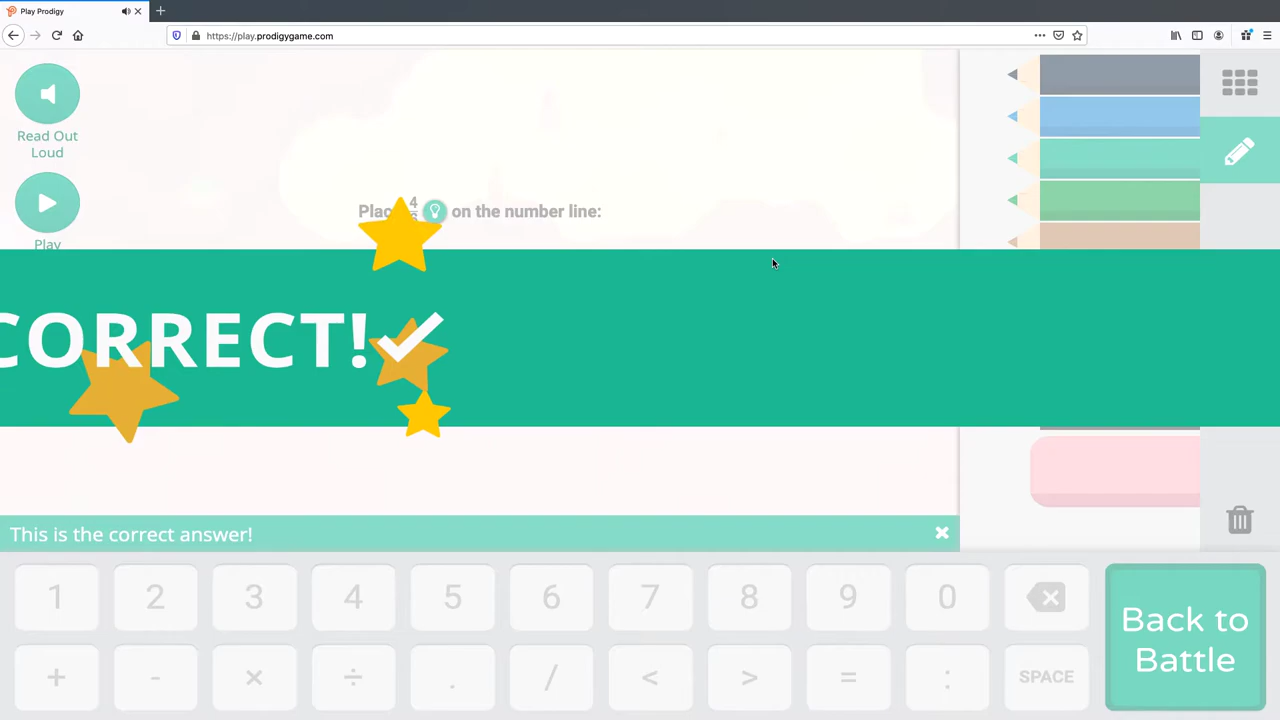 Play Prodigy
https://play.prodigygame.com
Read Out
Loud
Play
4
on the number line:
CORRECT!
This is the correct answer!
1 2 3 4 5 6 7 8 9 0
+ - × ÷ . / < > = : SPACE
Back to
Battle